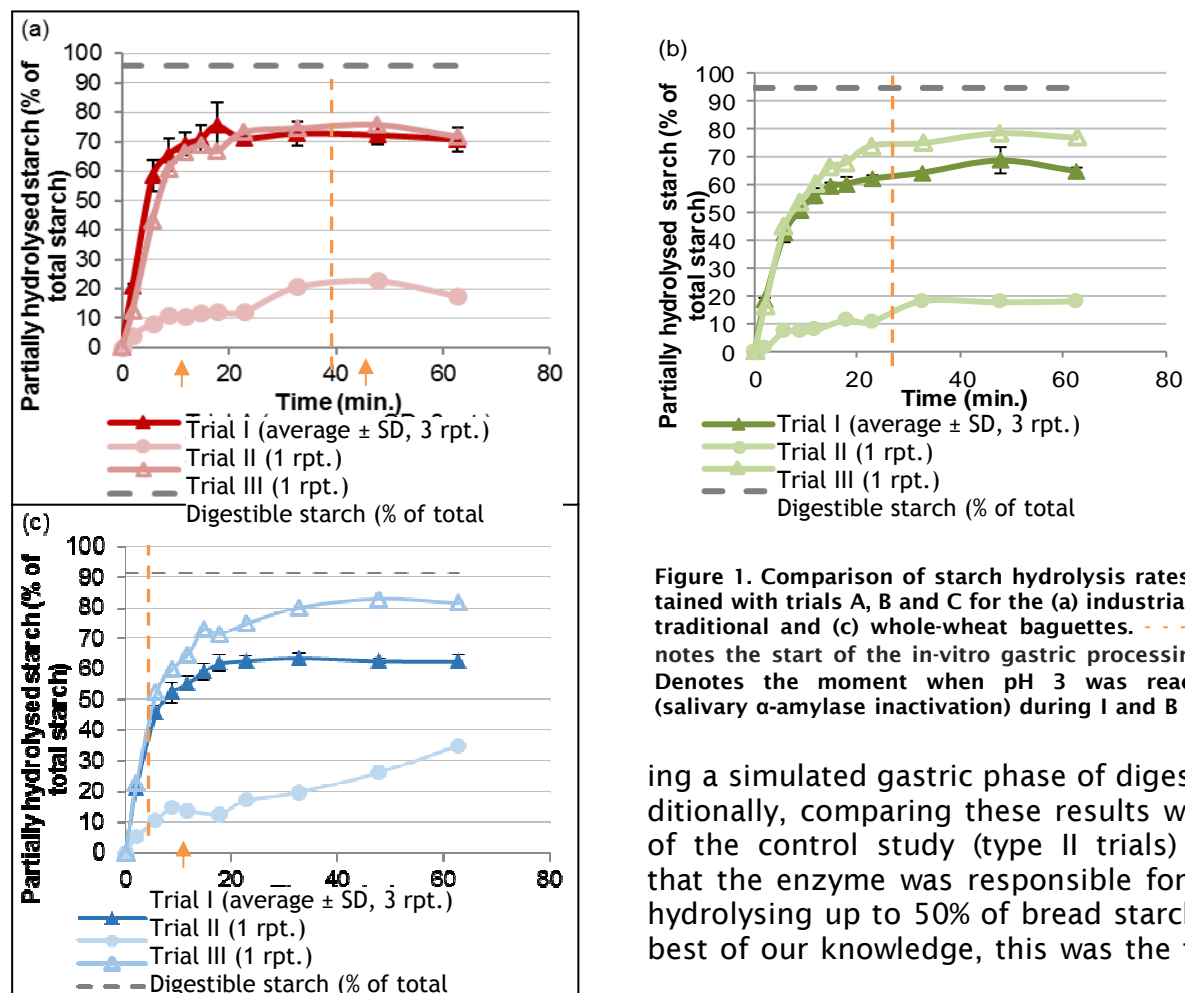 (a)
Partially hydrolysed starch (% of
total starch)
100
90
80
70
60
50
40
30
20
10
0
0 20 40 60 80
Time (min.)
Trial I (average ± SD, 3 rpt.)
Trial II (1 rpt.)
Trial III (1 rpt.)
Digestible starch (% of total
(b)
Partially hydrolysed starch (% of
total starch)
100
90
80
70
60
50
40
30
20
10
0
0 20 40 60 80
Time (min.)
Trial I (average ± SD, 3 rpt.)
Trial II (1 rpt.)
Trial III (1 rpt.)
Digestible starch (% of total
(c)
Partially hydrolysed starch (% of
total starch)
100
90
80
70
60
50
40
30
20
10
0
0 20 40 60 80
Time (min.)
Trial I (average ± SD, 3 rpt.)
Trial II (1 rpt.)
Trial III (1 rpt.)
Digestible starch (% of total
Figure 1. Comparison of starch hydrolysis rates
tained with trials A, B and C for the (a) industrial
traditional and (c) whole-wheat baguettes. - - -
notes the start of the in-vitro gastric processin
Denotes the moment when pH 3 was reac
(salivary α-amylase inactivation) during I and B
ing a simulated gastric phase of diges
ditionally, comparing these results w
of the control study (type II trials)
that the enzyme was responsible for
hydrolysing up to 50% of bread starch
best of our knowledge, this was the